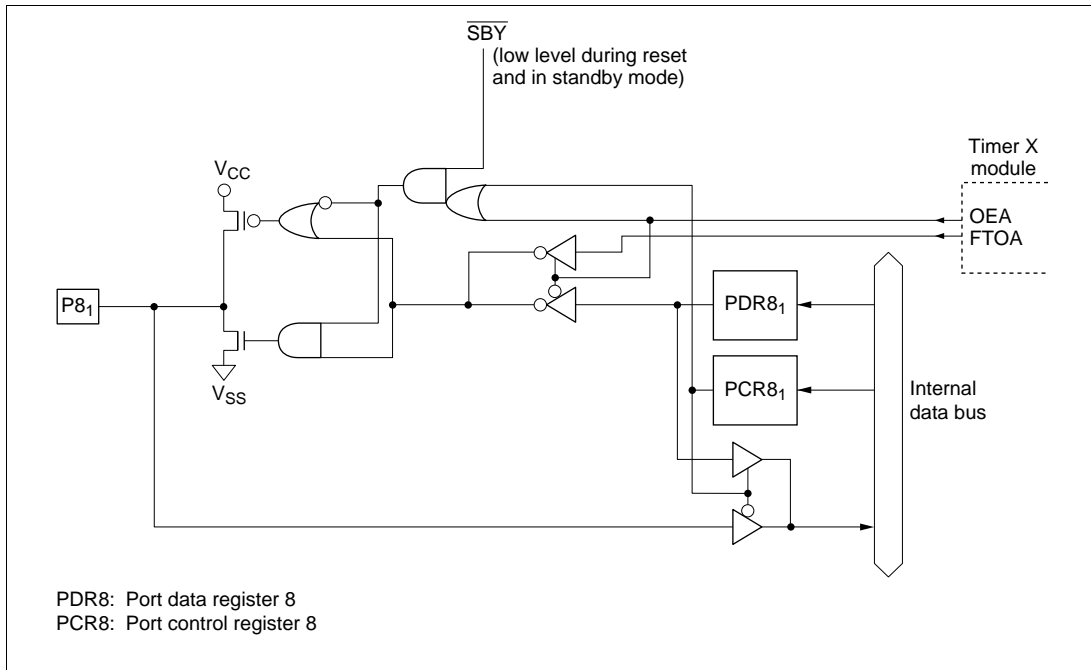 SBY
(low level during reset
and in standby mode)
Timer X
module
VCC
OEA
FTOA
P81
PDR81
PCR81
VSS
Internal
data bus
PDR8: Port data register 8
PCR8: Port control register 8